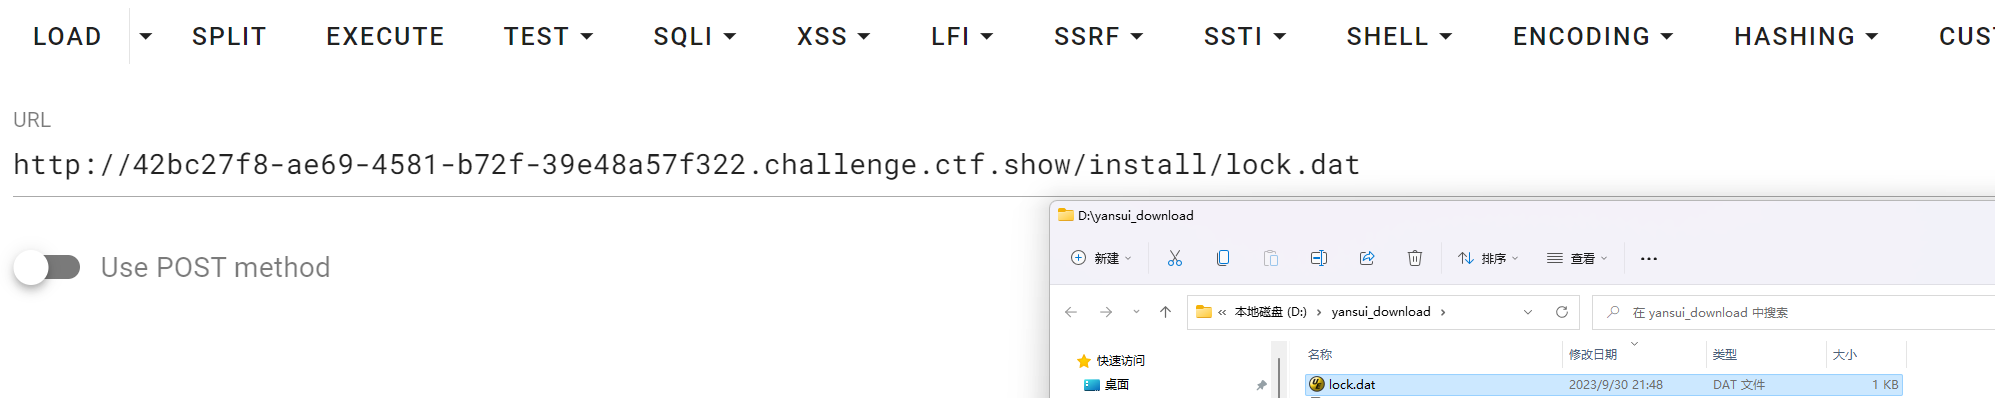 LOAD SPLIT EXECUTE TEST SQLI XSS LFI SSRF SSTI SHELL ENCODING HASHING CUS
URL
http://42bc27f8-ae69-4581-b72f-39e48a57f322.challenge.ctf.show/install/lock.dat
Use POST method
D:\yansui_download
新建 排序 查看 ...
« 本地磁盘 (D:) › yansui_download › 在 yansui_download 中搜索
快速访问
桌面
名称 修改日期 类型 大小
lock.dat 2023/9/30 21:48 DAT 文件 1 KB